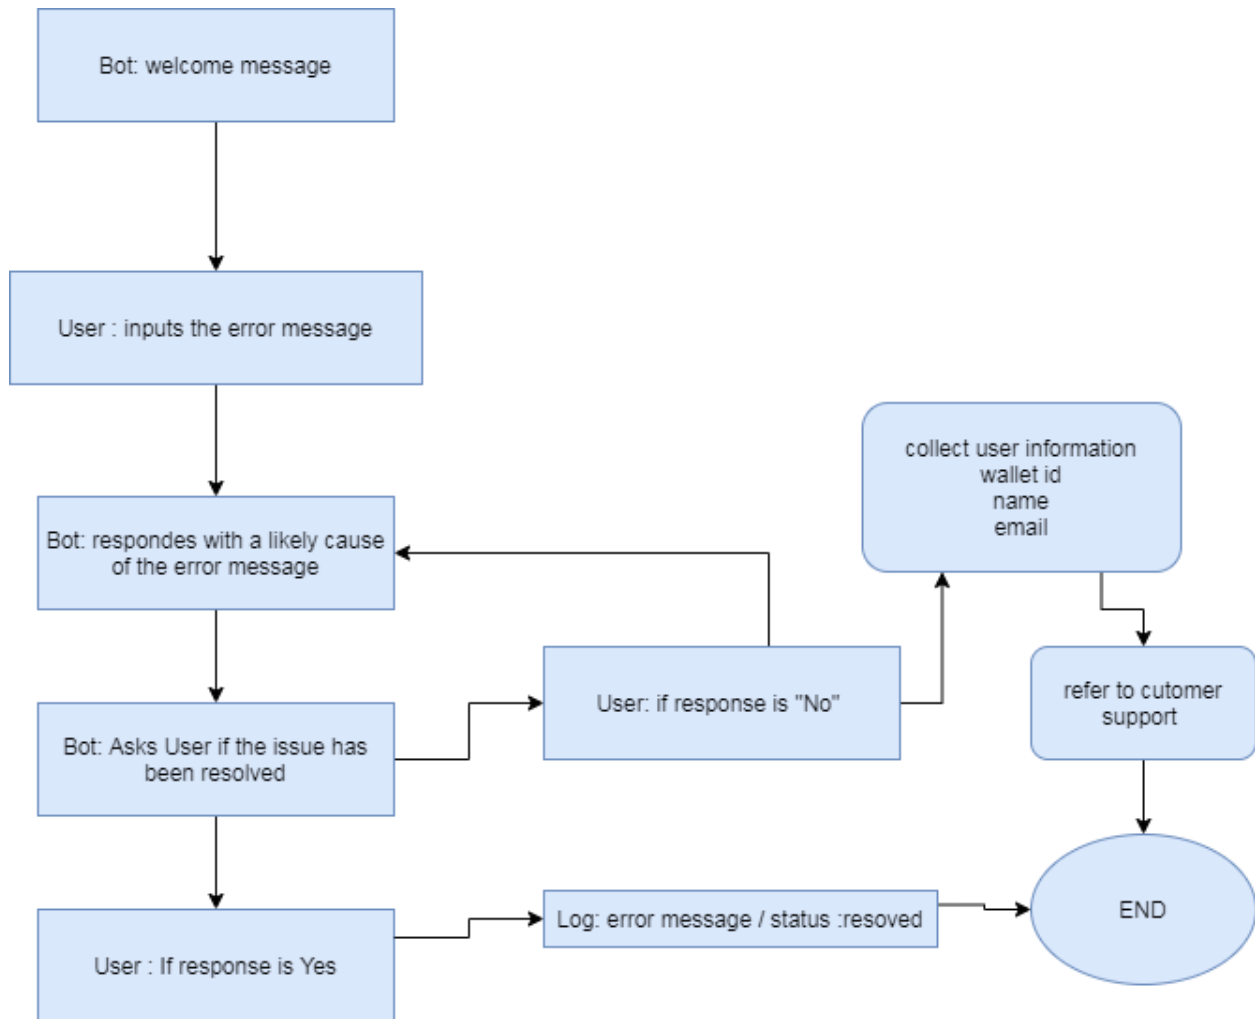 Bot: welcome message
User : inputs the error message
Bot: respondes with a likely cause
of the error message
Bot: Asks User if the issue has
been resolved
User : If response is Yes
User: if response is "No"
Log: error message / status :resoved
collect user information
wallet id
name
email
refer to cutomer
support
END